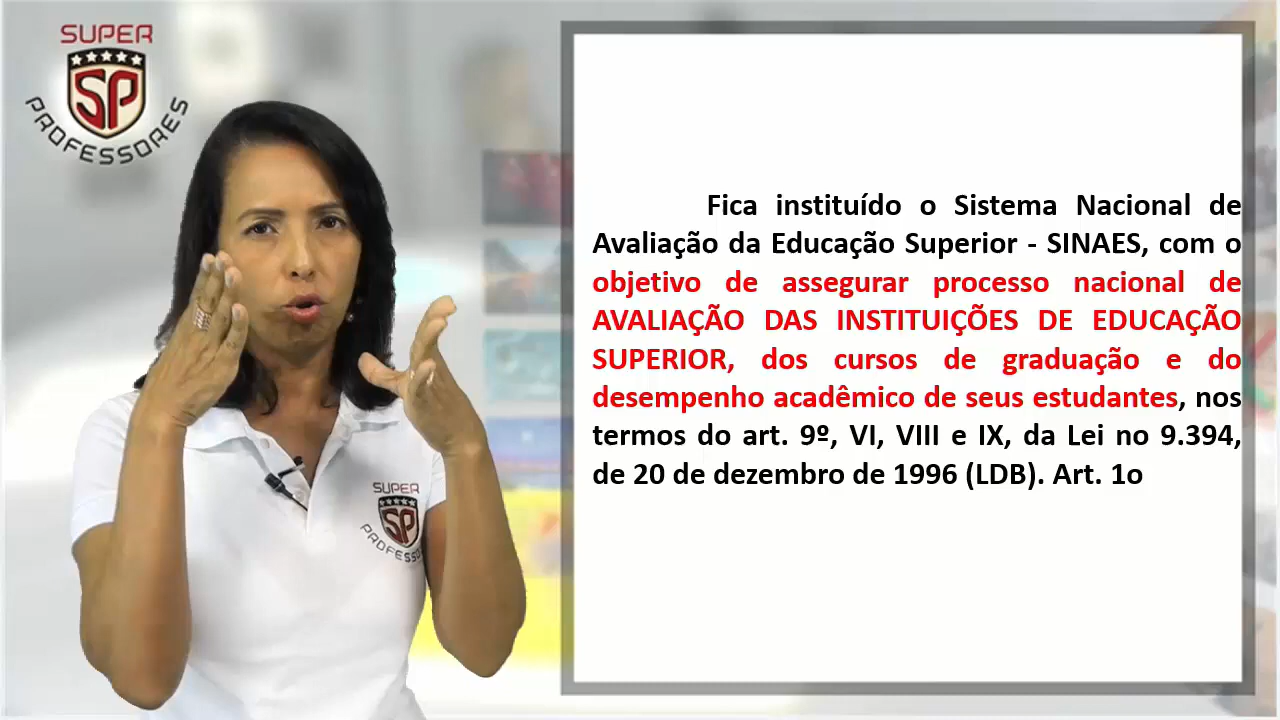 SUPER
SP
PROFESSORES
Fica instituído o Sistema Nacional de
Avaliação da Educação Superior - SINAES, com o
objetivo de assegurar processo nacional de
AVALIAÇÃO DAS INSTITUIÇÕES DE EDUCAÇÃO
SUPERIOR, dos cursos de graduação e do
desempenho acadêmico de seus estudantes, nos
termos do art. 9º, VI, VIII e IX, da Lei no 9.394,
de 20 de dezembro de 1996 (LDB). Art. 1o
SUPER
SP
PROFESSO